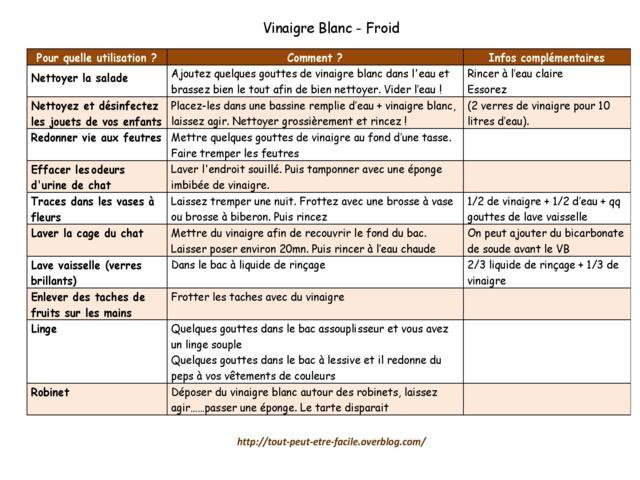 Vinaigre Blanc - Froid
Pour quelle utilisation ? Comment ? Infos complémentaires
Nettoyer la salade
Ajoutez quelques gouttes de vinaigre blanc dans l'eau et
brassez bien le tout afin de bien nettoyer. Vider l'eau !
Rincer à l'eau claire
Essorez
Nettoyez et désinfectez
les jouets de vos enfants
Placez-les dans une bassine remplie d'eau + vinaigre blanc,
laissez agir. Nettoyer grossièrement et rincez !
(2 verres de vinaigre pour 10
litres d'eau).
Redonner vie aux feutres
Mettre quelques gouttes de vinaigre au fond d'une tasse.
Faire tremper les feutres
Effacer les odeurs
d'urine de chat
Laver l'endroit souillé. Puis tamponner avec une éponge
imbibée de vinaigre.
Traces dans les vases à
fleurs
Laissez tremper une nuit. Frottez avec une brosse à vase
ou brosse à biberon. Puis rincez
1/2 de vinaigre + 1/2 d'eau + qq
gouttes de lave vaisselle
Laver la cage du chat
Mettre du vinaigre afin de recouvrir le fond du bac.
Laisser poser environ 20mn. Puis rincer à l'eau chaude
On peut ajouter du bicarbonate
de soude avant le VB
Lave vaisselle (verres
brillants)
Dans le bac à liquide de rinçage
2/3 liquide de rinçage + 1/3 de
vinaigre
Enlever des taches de
fruits sur les mains
Frotter les taches avec du vinaigre
Linge
Quelques gouttes dans le bac assouplisseur et vous avez
un linge souple
Quelques gouttes dans le bac à lessive et il redonne du
peps à vos vêtements de couleurs
Robinet
Déposer du vinaigre blanc autour des robinets, laissez
agir……passer une éponge. Le tarte disparait
http://tout-peut-etre-facile.overblog.com/